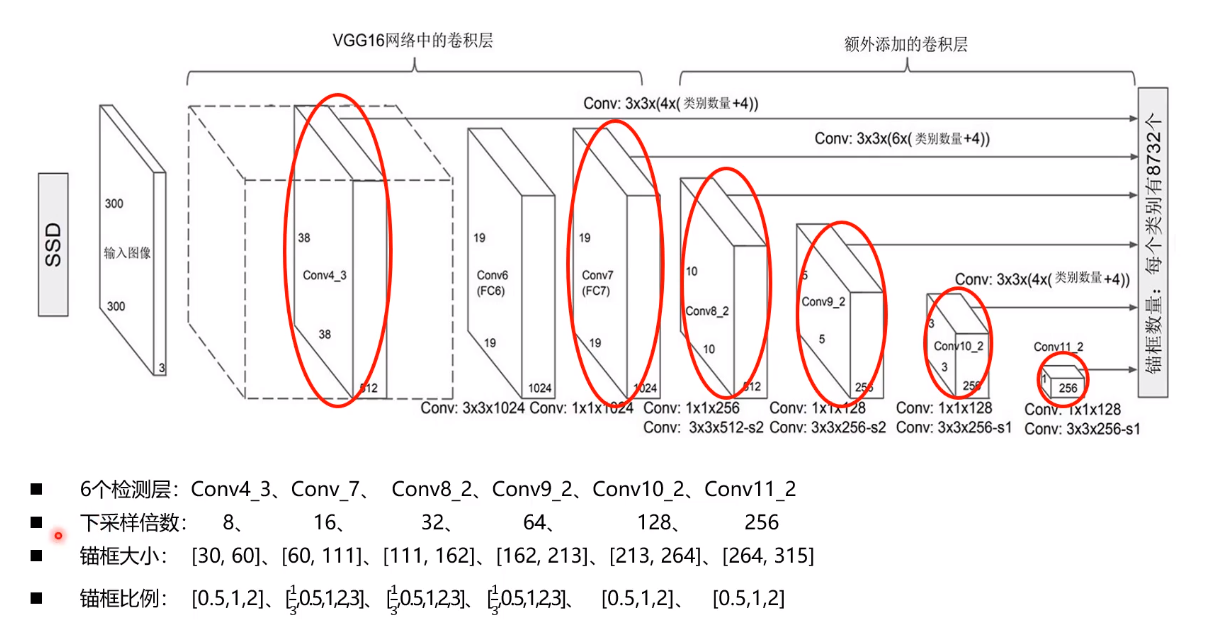 VGG16网络中的卷积层
额外添加的卷积层
Conv: 3x3x(4x(类别数量+4))
Conv: 3x3x(6x(类别数量+4))
SSD
300
输入图像
300
3
38
Conv4_3
38
512
19
Conv6
(FC6)
19
1024
19
Conv7
(FC7)
19
1024
10
Conv8_2
10
512
5
Conv9_2
5
256
Conv: 3x3x(4x(类别数量+4))
3
Conv10_2
3
256
Conv11_2
1
256
锚框数量: 每个类别有8732个
Conv: 3x3x1024 Conv: 1x1x1024 Conv: 1x1x256 Conv: 1x1x128 Conv: 1x1x128 Conv: 1x1x128
Conv: 3x3x512-s2 Conv: 3x3x256-s2 Conv: 3x3x256-s1 Conv: 3x3x256-s1
■ 6个检测层：Conv4_3、Conv_7、 Conv8_2、Conv9_2、Conv10_2、Conv11_2
■ 下采样倍数： 8、 16、 32、 64、 128、 256
■ 锚框大小： [30, 60]、[60, 111]、[111, 162]、[162, 213]、[213, 264]、[264, 315]
■ 锚框比例： [0.5,1,2]、[1/3,0.5,1,2,3]、[1/3,0.5,1,2,3]、[1/3,0.5,1,2,3]、 [0.5,1,2]、 [0.5,1,2]